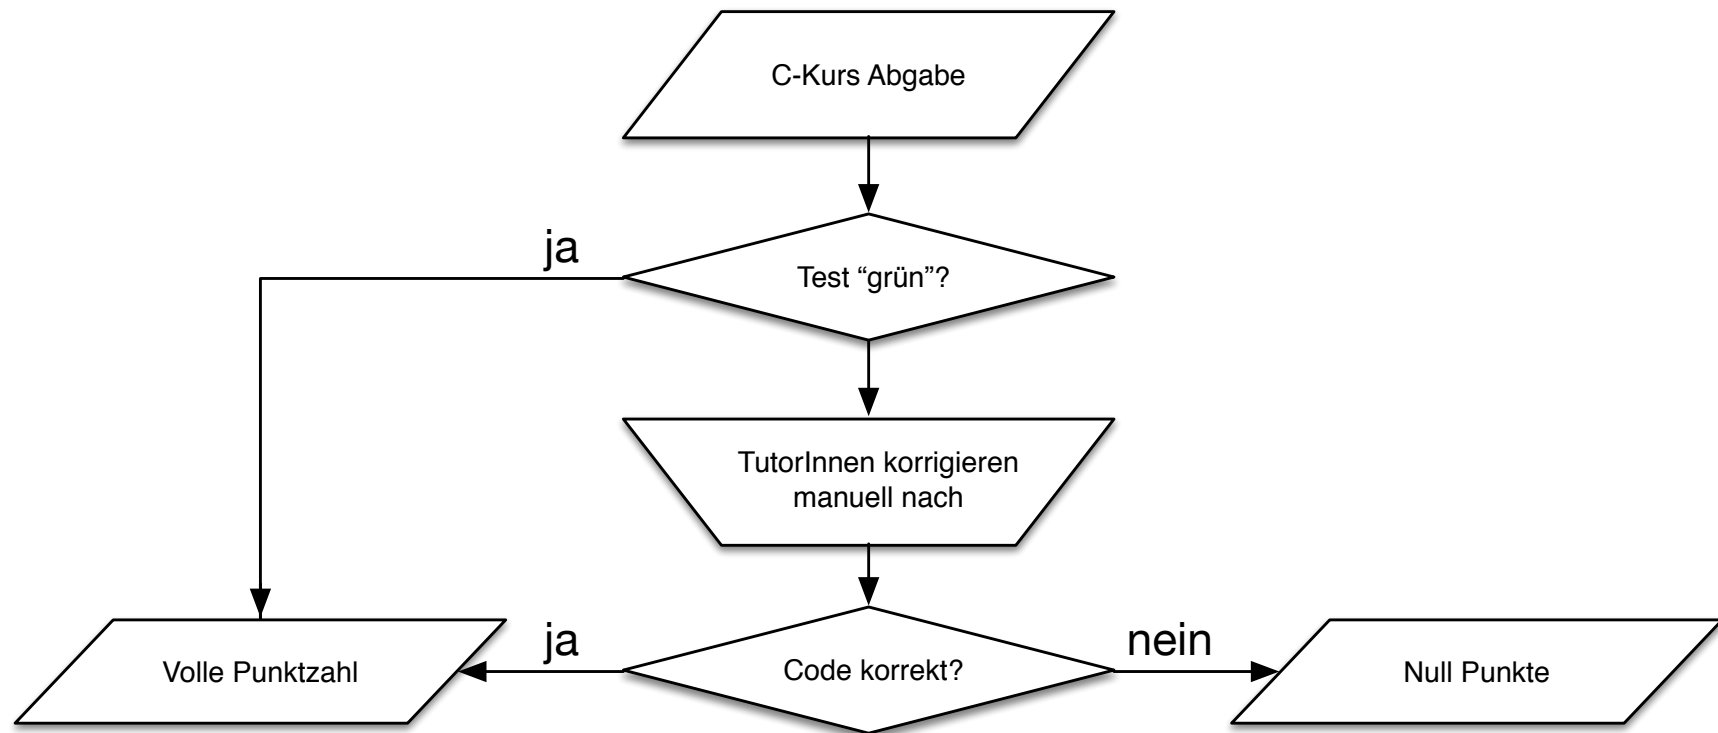 C-Kurs Abgabe
ja
Test “grün”?
TutorInnen korrigieren
manuell nach
Volle Punktzahl
ja
Code korrekt?
nein
Null Punkte